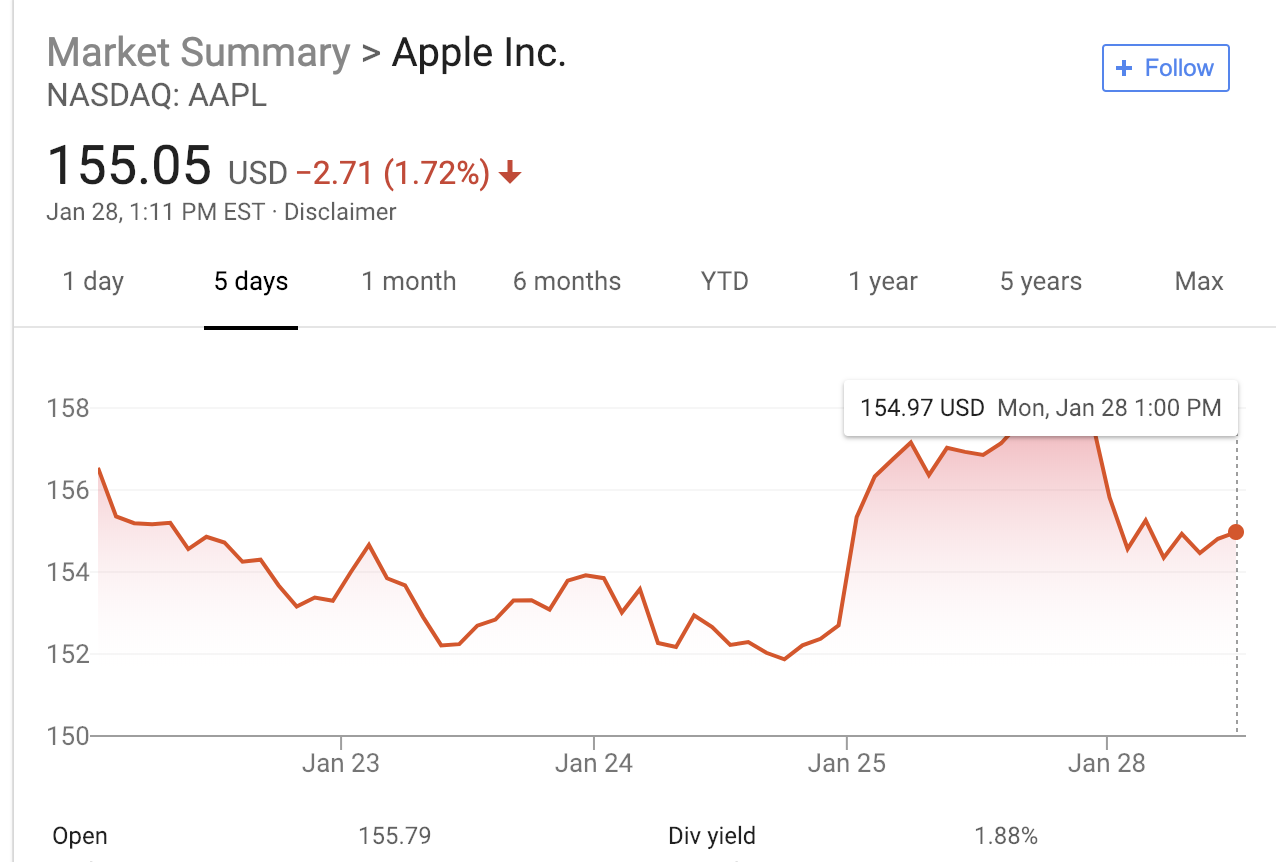 Market Summary > Apple Inc.
NASDAQ: AAPL
+ Follow
155.05 USD −2.71 (1.72%)
Jan 28, 1:11 PM EST · Disclaimer
1 day 5 days 1 month 6 months YTD 1 year 5 years Max
154.97 USD Mon, Jan 28 1:00 PM
158
156
154
152
150
Jan 23 Jan 24 Jan 25 Jan 28
Open 155.79 Div yield 1.88%